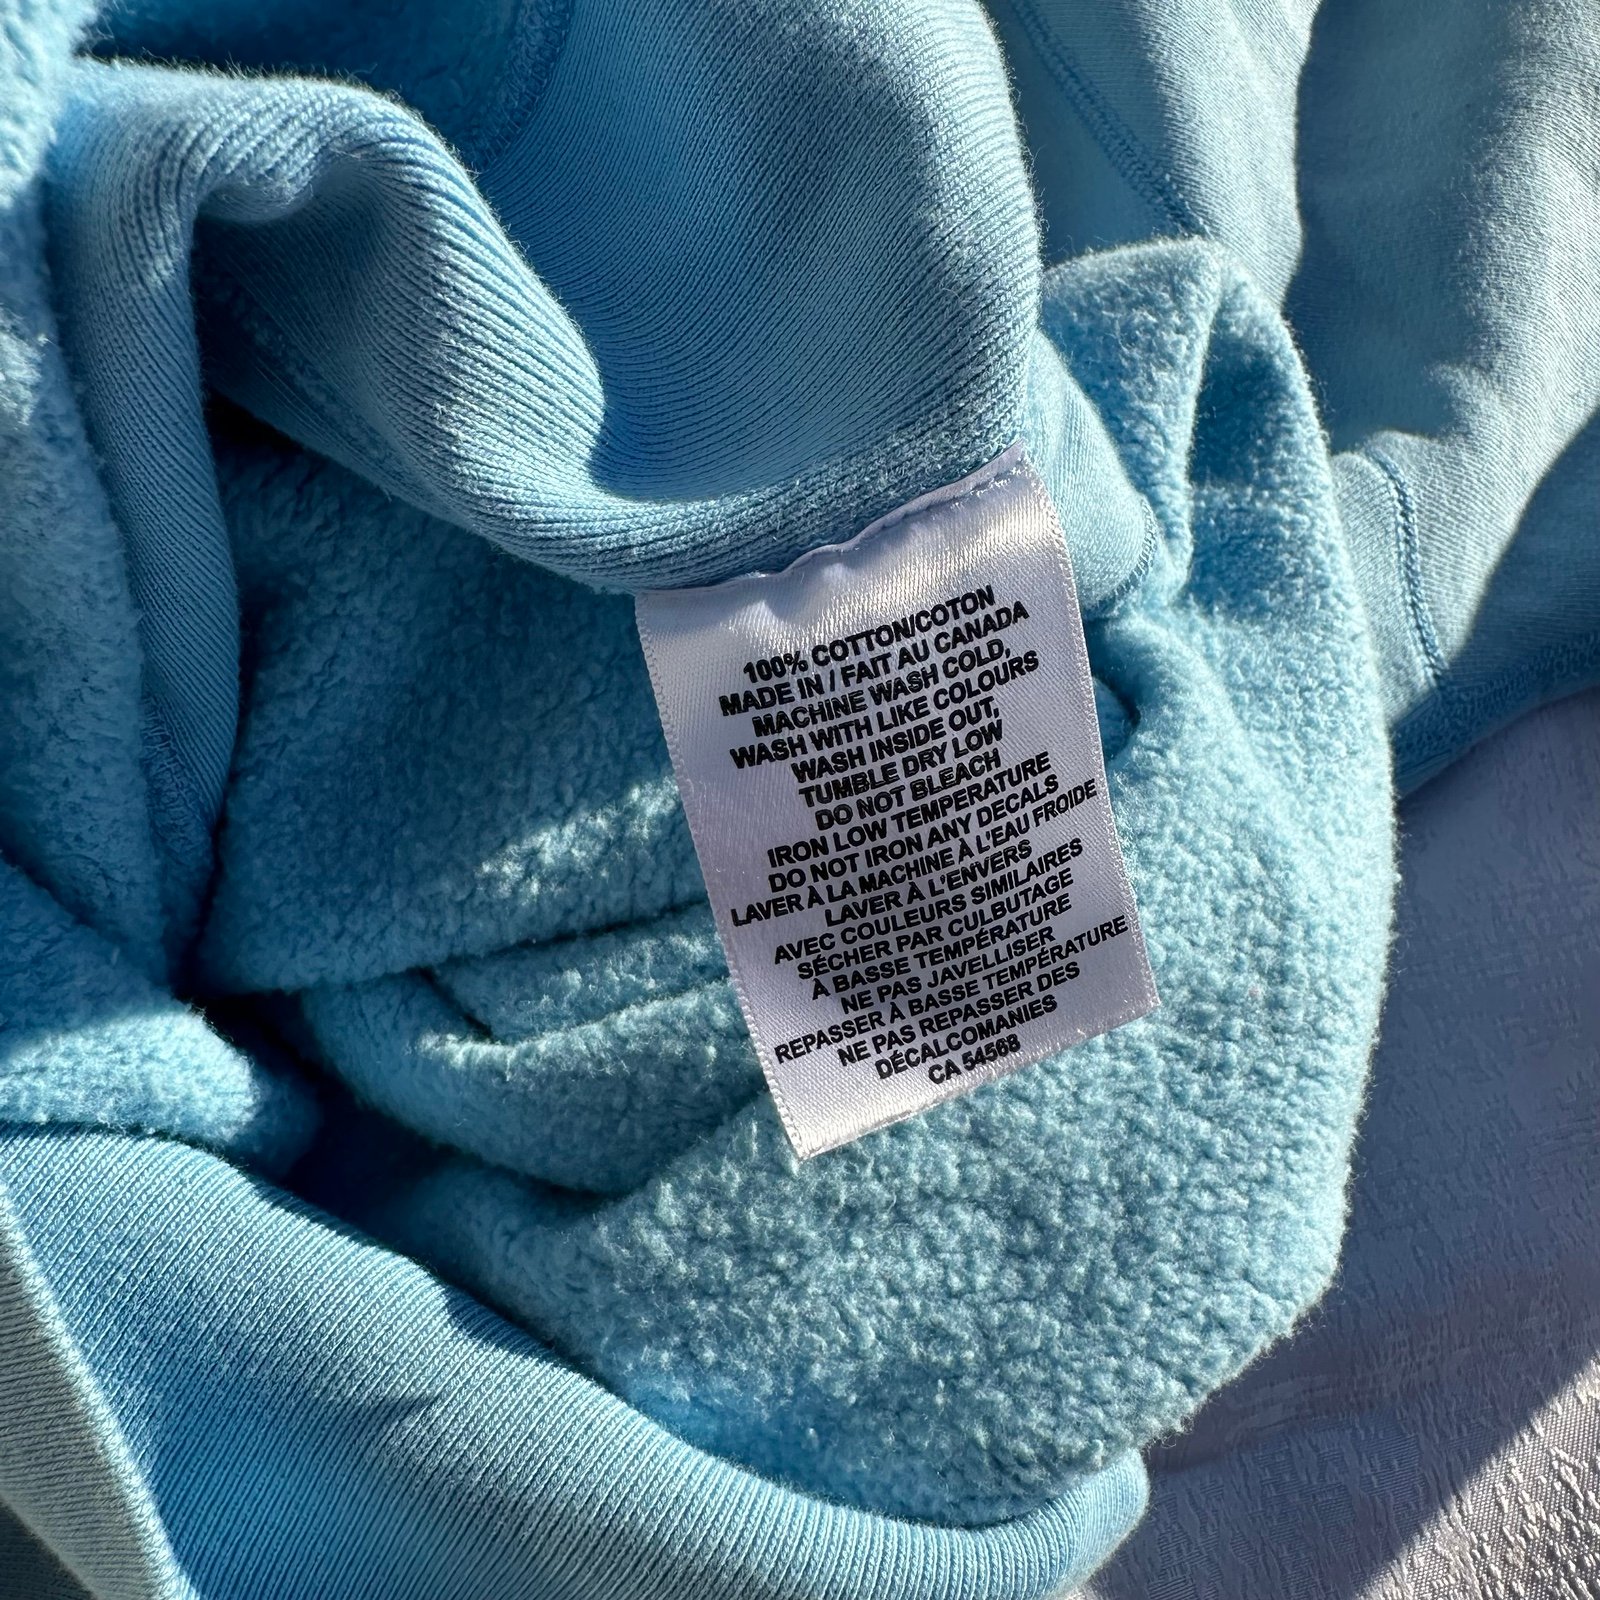 100% COTTON/COTON
MADE IN / FAIT AU CANADA
MACHINE WASH COLD,
WASH WITH LIKE COLOURS
WASH INSIDE OUT,
TUMBLE DRY LOW
DO NOT BLEACH
IRON LOW TEMPERATURE
DO NOT IRON ANY DECALS
LAVER À LA MACHINE À L'EAU FROIDE
LAVER À L'ENVERS
AVEC COULEURS SIMILAIRES
SÉCHER PAR CULBUTAGE
À BASSE TEMPÉRATURE
NE PAS JAVELLISER
REPASSER À BASSE TEMPÉRATURE
NE PAS REPASSER DES
DÉCALCOMANIES
CA 54568